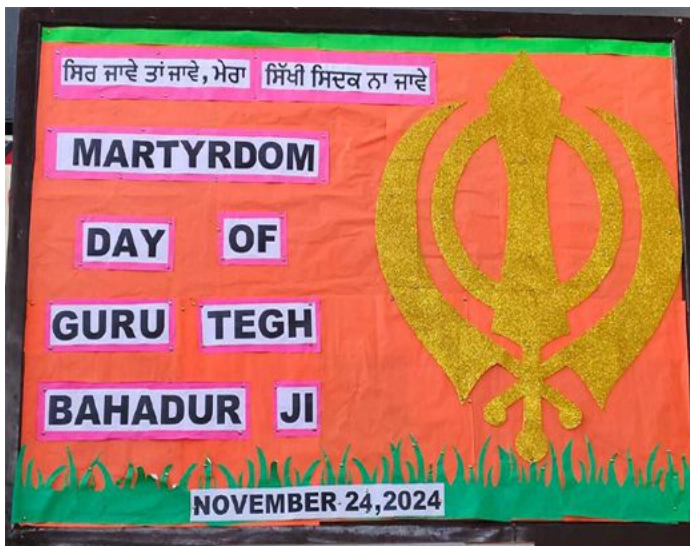 ਸਿਰ ਜਾਵੇ ਤਾਂ ਜਾਵੇ, ਮੇਰਾ ਸਿੱਖੀ ਸਿਦਕ ਨਾ ਜਾਵੇ
MARTYRDOM
DAY OF
GURU TEGH
BAHADUR JI
NOVEMBER-24,2024